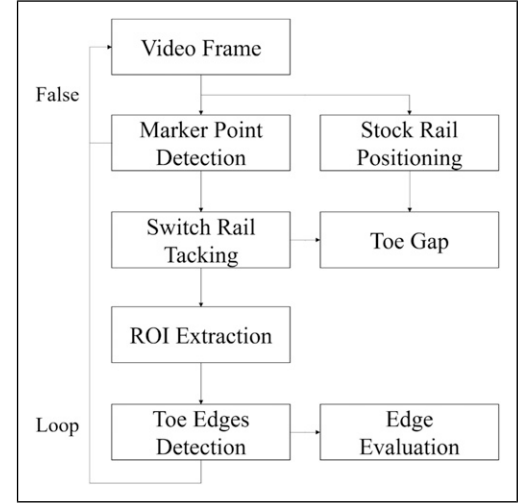 Video Frame
False
Marker Point
Detection
Stock Rail
Positioning
Switch Rail
Tacking
Toe Gap
ROI Extraction
Loop
Toe Edges
Detection
Edge
Evaluation